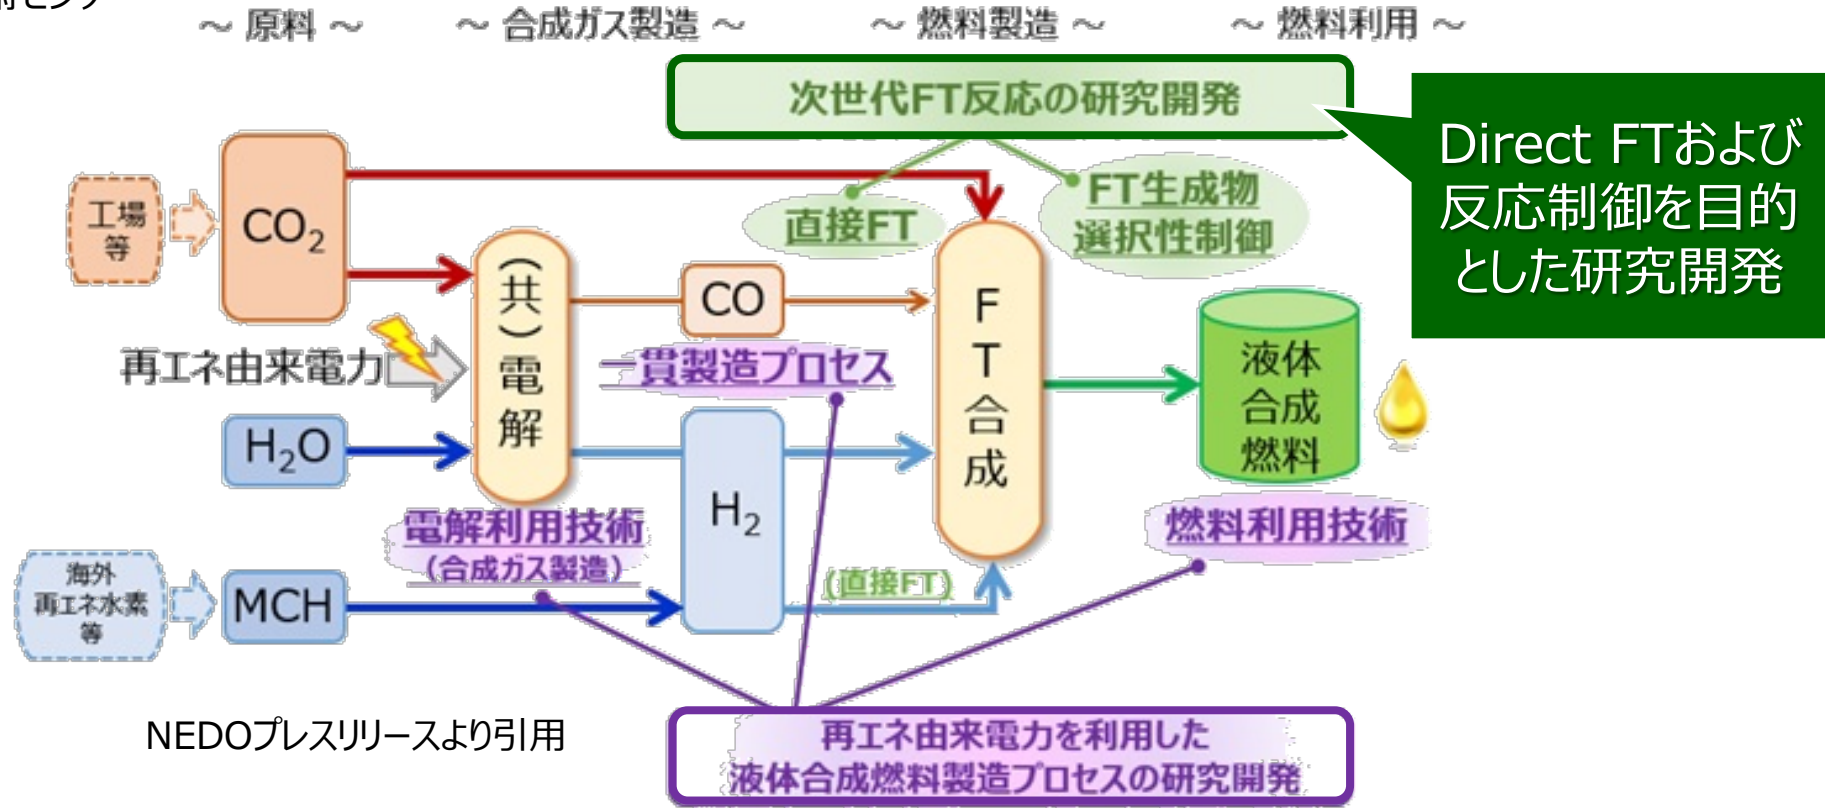 ～ 原料 ～
～ 合成ガス製造 ～
～ 燃料製造 ～
～ 燃料利用 ～
次世代FT反応の研究開発
Direct FTおよび
反応制御を目的
とした研究開発
工場
等
CO₂
直接FT
FT生成物
選択性制御
(共)電解
CO
FT合成
再エネ由来電力
一貫製造プロセス
液体
合成
燃料
H₂O
H₂
電解利用技術
(合成ガス製造)
燃料利用技術
海外
再エネ水素
等
MCH
(直接FT)
NEDOプレスリリースより引用
再エネ由来電力を利用した
液体合成燃料製造プロセスの研究開発